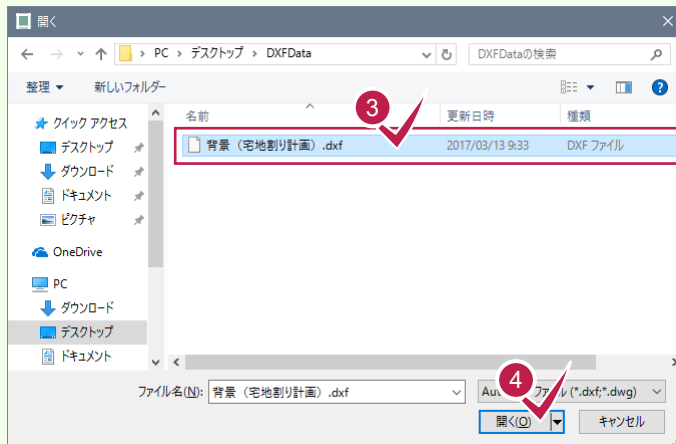 開く
PC › デスクトップ › DXFData
DXFDataの検索
整理
新しいフォルダー
クイック アクセス
デスクトップ
ダウンロード
ドキュメント
ピクチャ
OneDrive
PC
ダウンロード
デスクトップ
ドキュメント
名前
更新日時
種類
3
背景（宅地割り計画）.dxf
2017/03/13 9:33
DXF ファイル
ファイル名(N):
背景（宅地割り計画）.dxf
(*.dxf;*.dwg)
4
開く(O)
キャンセル